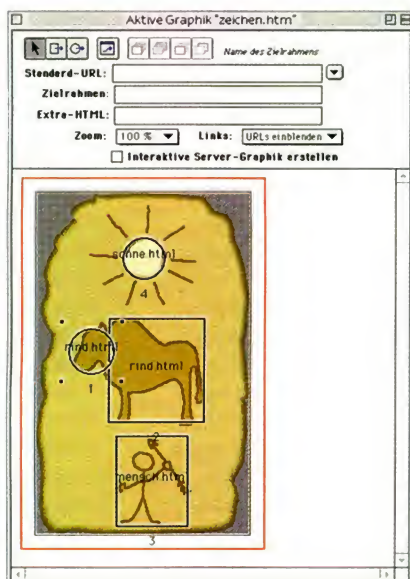 Aktive Graphik "zeichen.htm"
Name des Zielrahmens
Standard-URL:
Zielrahmen:
Extra-HTML:
Zoom: 100 % Links: URLs einblenden
Interaktive Server-Graphik erstellen
sonne.html
4
rind.html
rind.html
1
2
mensch.html
3